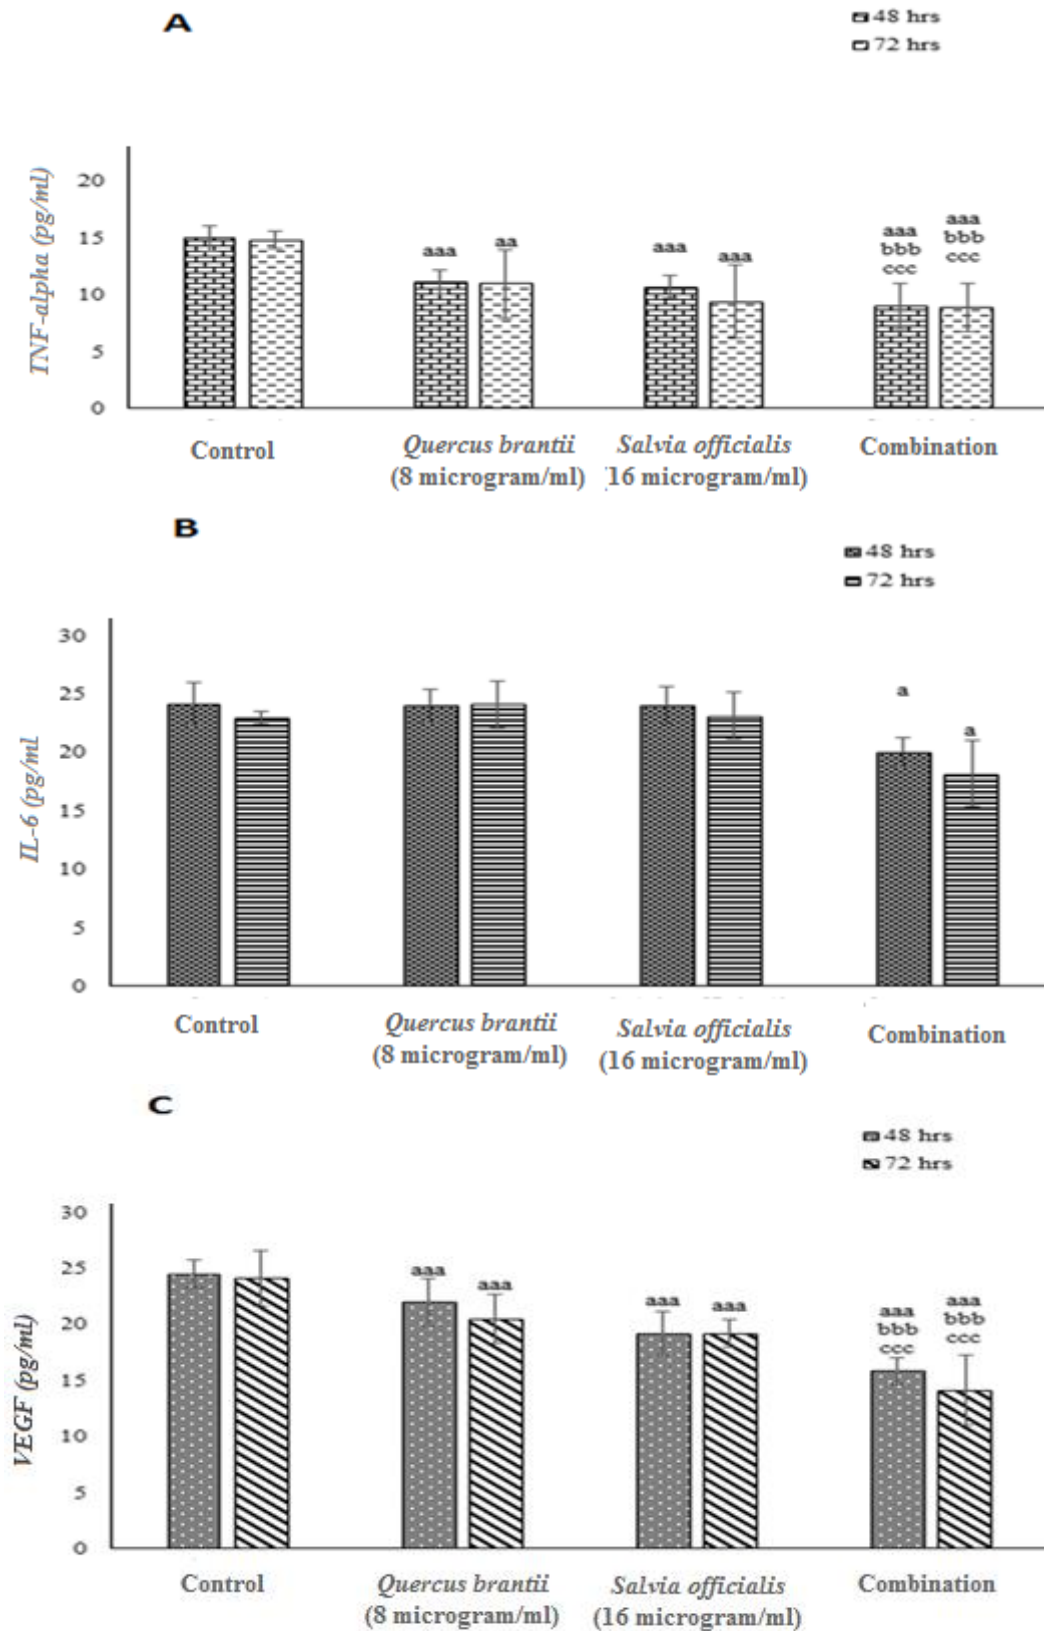 A
48 hrs
72 hrs
TNF-alpha (pg/ml)
20
15
10
5
0
aaa
aa
aaa
aaa
aaa
bbb
ccc
aaa
bbb
ccc
Control
Quercus brantii
(8 microgram/ml)
Salvia officialis
(16 microgram/ml)
Combination
B
48 hrs
72 hrs
IL-6 (pg/ml
30
25
20
15
10
5
0
a
a
Control
Quercus brantii
(8 microgram/ml)
Salvia officialis
(16 microgram/ml)
Combination
C
48 hrs
72 hrs
VEGF (pg/mL)
30
25
20
15
10
5
0
aaa
aaa
aaa
aaa
aaa
bbb
ccc
aaa
bbb
ccc
Control
Quercus brantii
(8 microgram/ml)
Salvia officialis
(16 microgram/ml)
Combination